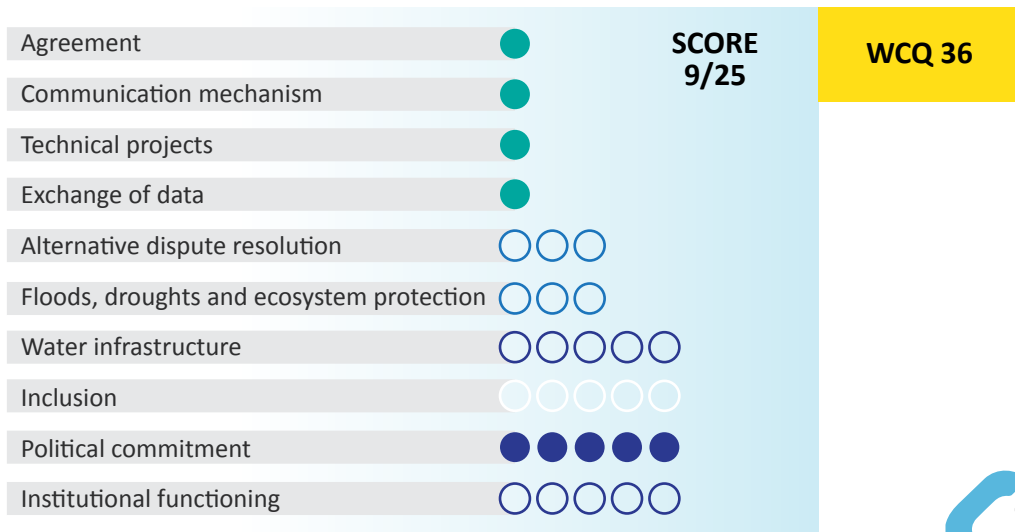 Agreement
Communication mechanism
Technical projects
Exchange of data
Alternative dispute resolution
Floods, droughts and ecosystem protection
Water infrastructure
Inclusion
Political commitment
Institutional functioning
SCORE
9/25
WCQ 36